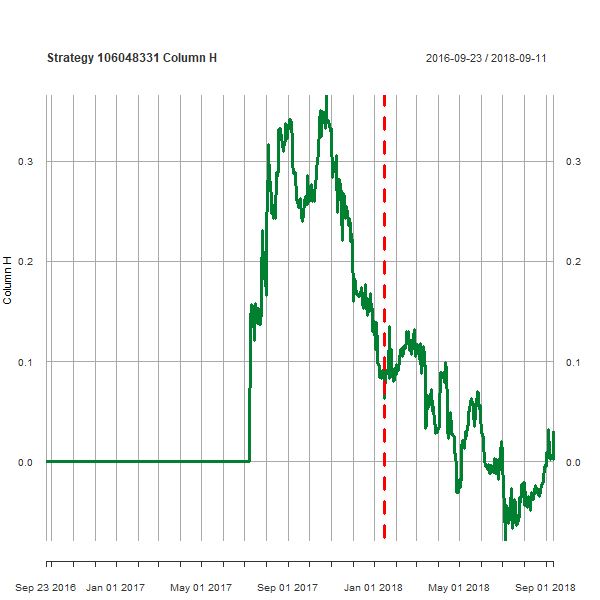 Strategy 106048331 Column H
2016-09-23 / 2018-09-11
Column H
0.3
0.3
0.2
0.2
0.1
0.1
0.0
0.0
Sep 23 2016
Jan 01 2017
May 01 2017
Sep 01 2017
Jan 01 2018
May 01 2018
Sep 01 2018